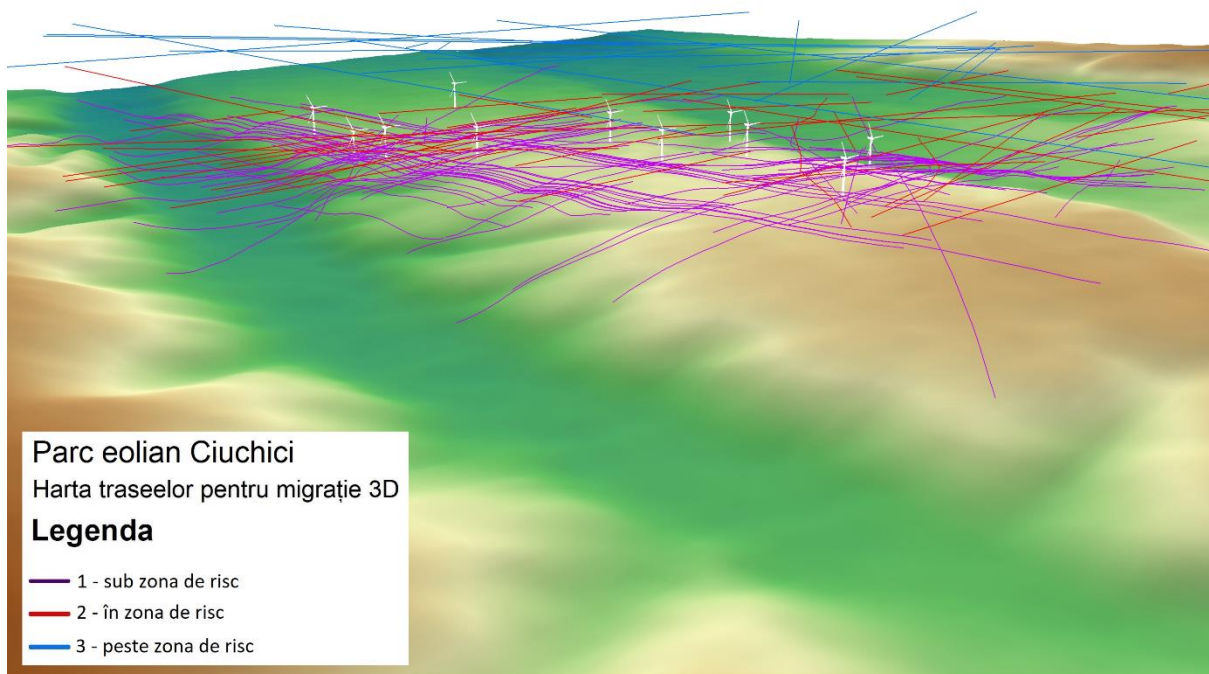 Parc eolian Ciuchici
Harta traseelor pentru migrație 3D
Legenda
1 - sub zona de risc
2 - în zona de risc
3 - peste zona de risc